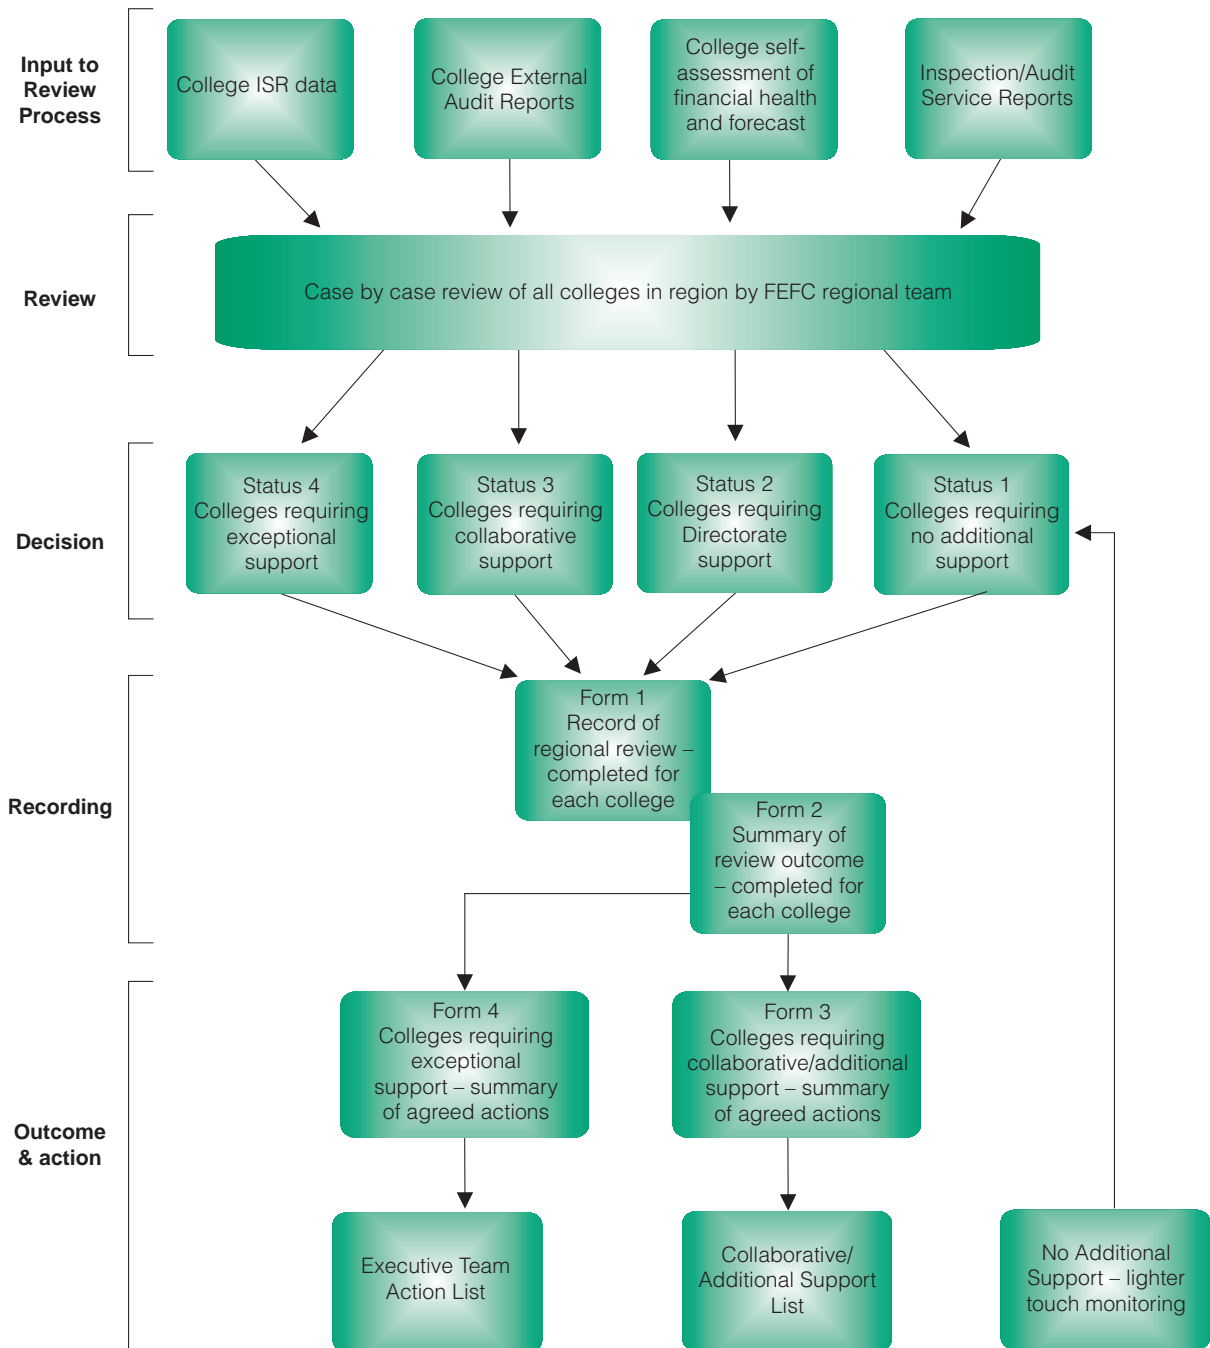 Input to
Review
Process
College ISR data
College External
Audit Reports
College self-
assessment of
financial health
and forecast
Inspection/Audit
Service Reports
Review
Case by case review of all colleges in region by FEFC regional team
Decision
Status 4
Colleges requiring
exceptional
support
Status 3
Colleges requiring
collaborative
support
Status 2
Colleges requiring
Directorate
support
Status 1
Colleges requiring
no additional
support
Recording
Form 1
Record of
regional review –
completed for
each college
Form 2
Summary of
review outcome
– completed for
each college
Outcome
& action
Form 4
Colleges requiring
exceptional
support – summary
of agreed actions
Form 3
Colleges requiring
collaborative/additional
support – summary
of agreed actions
Executive Team
Action List
Collaborative/
Additional Support
List
No Additional
Support – lighter
touch monitoring